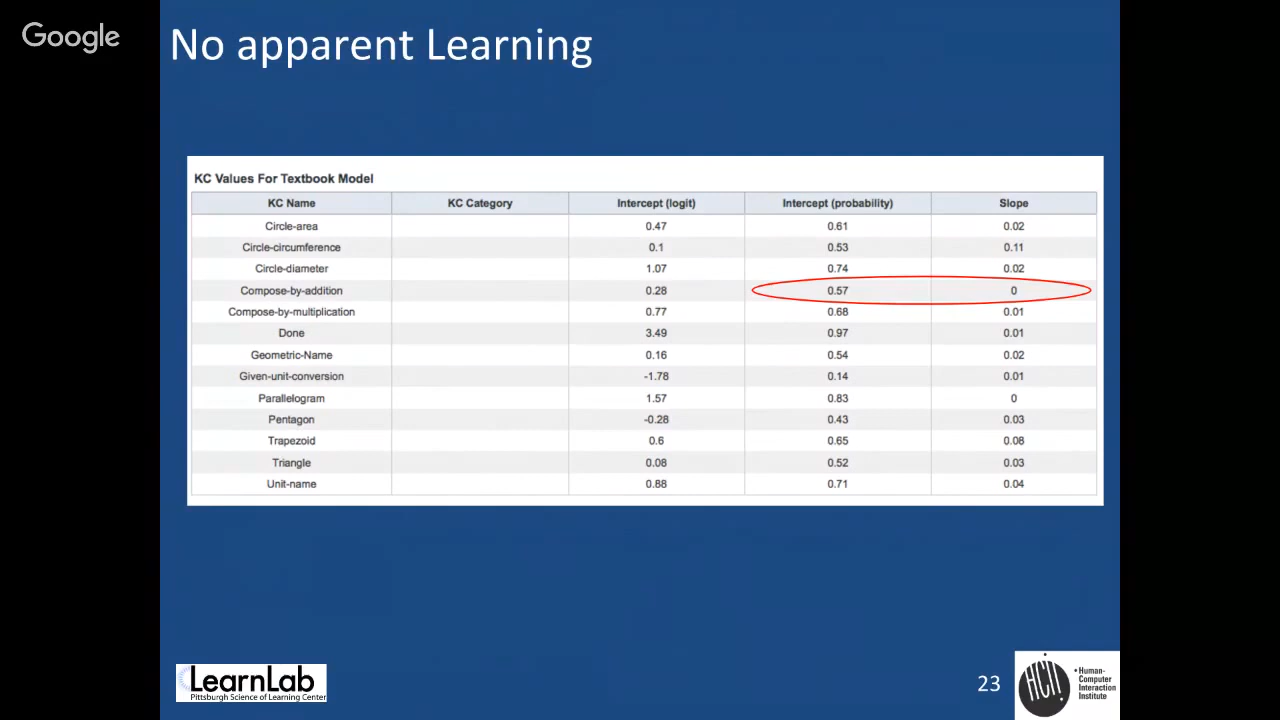 Google
No apparent Learning
KC Values For Textbook Model
KC Name KC Category Intercept (logit) Intercept (probability) Slope
Circle-area 0.47 0.61 0.02
Circle-circumference 0.1 0.53 0.11
Circle-diameter 1.07 0.74 0.02
Compose-by-addition 0.28 0.57 0
Compose-by-multiplication 0.77 0.68 0.01
Done 3.49 0.97 0.01
Geometric-Name 0.16 0.54 0.02
Given-unit-conversion -1.78 0.14 0.01
Parallelogram 1.57 0.83 0
Pentagon -0.28 0.43 0.03
Trapezoid 0.6 0.65 0.08
Triangle 0.08 0.52 0.03
Unit-name 0.88 0.71 0.04
LearnLab
Pittsburgh Science of Learning Center
23
HCII
Human-
Computer
Interaction
Institute